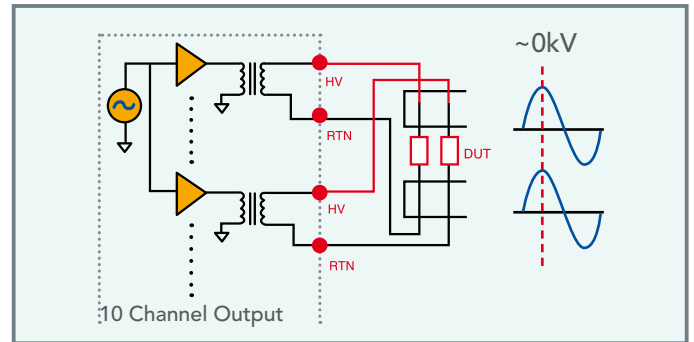 ~0kV
HV
RTN
DUT
HV
RTN
10 Channel Output